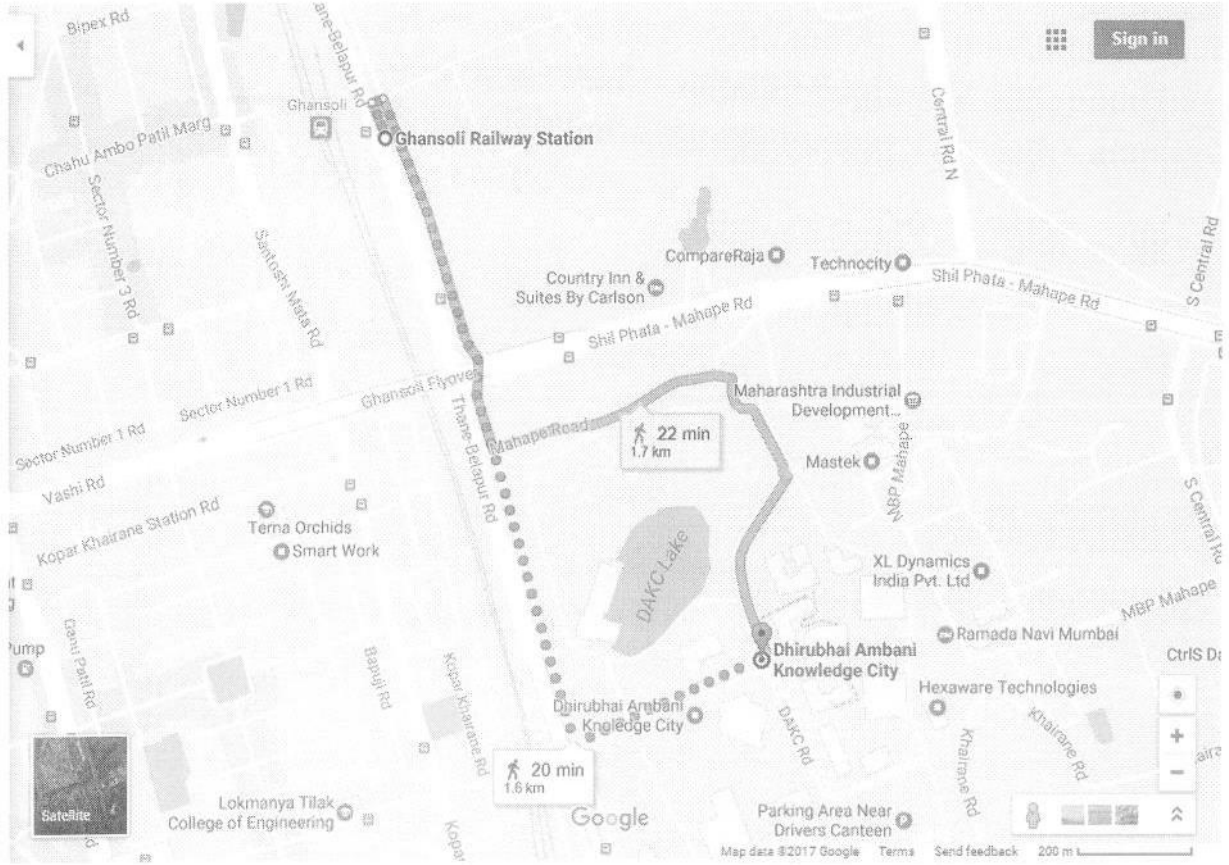 Bipex Rd
ane-Belapur Rd
Sign in
Ghansoli
Ghansoli Railway Station
Chahu Ambo Patil Marg
Central Rd N
Sector Number 3 Rd
Santoshi Mata Rd
CompareRaja
Technocity
Country Inn &
Suites By Carlson
Shil Phata - Mahape Rd
S Central Rd
Shil Phata - Mahape Rd
Sector Number 1 Rd
Ghansoli Flyover
Maharashtra Industrial
Development...
Thane-Belapur Rd
Mahape Road
22 min
1.7 km
Sector Number 1 Rd
Mastek
NBP Mahape
Vashi Rd
S Central Rd
Kopar Khairane Station Rd
Terna Orchids
Smart Work
DAKC Lake
XL Dynamics
India Pvt. Ltd
MBP Mahape
Ramada Navi Mumbai
Pump
Dhirubhai Ambani
Knowledge City
CtrlS Da
Ganu Patil Rd
Bapuji Rd
Kopar Khairane Rd
Hexaware Technologies
Dhirubhai Ambani
Kngledge City
DAKC Rd
Khairane Rd
Khairane Rd
20 min
1.6 km
Satellite
Lokmanya Tilak
College of Engineering
Google
Kopar
Parking Area Near
Drivers Canteen
Map data ©2017 Google Terms Send feedback 200 m